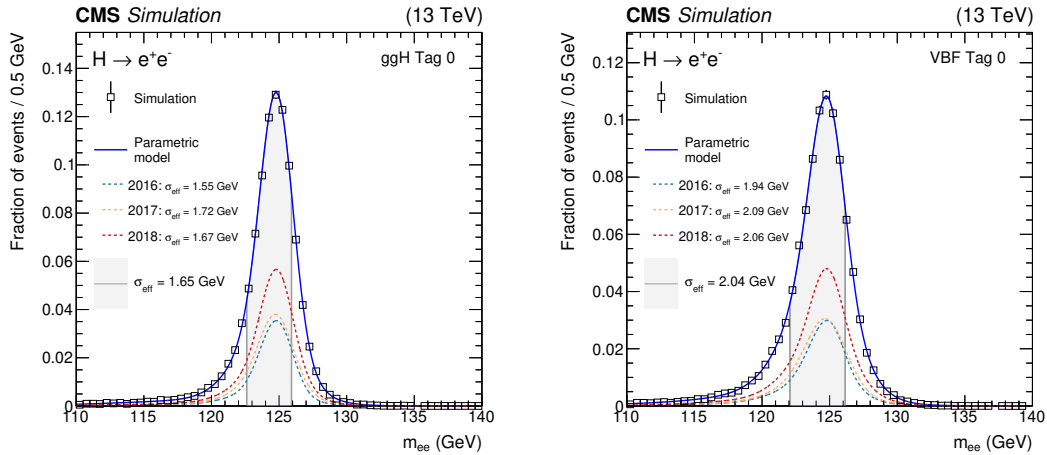 CMS Simulation (13 TeV)
H → e⁺e⁻ ggH Tag 0
Simulation
Parametric
model
2016: σeff = 1.55 GeV
2017: σeff = 1.72 GeV
2018: σeff = 1.67 GeV
σeff = 1.65 GeV
Fraction of events / 0.5 GeV
0.14
0.12
0.1
0.08
0.06
0.04
0.02
0
110 115 120 125 130 135 140
mee (GeV)
CMS Simulation (13 TeV)
H → e⁺e⁻ VBF Tag 0
Simulation
Parametric
model
2016: σeff = 1.94 GeV
2017: σeff = 2.09 GeV
2018: σeff = 2.06 GeV
σeff = 2.04 GeV
Fraction of events / 0.5 GeV
0.12
0.1
0.08
0.06
0.04
0.02
0
110 115 120 125 130 135 140
mee (GeV)